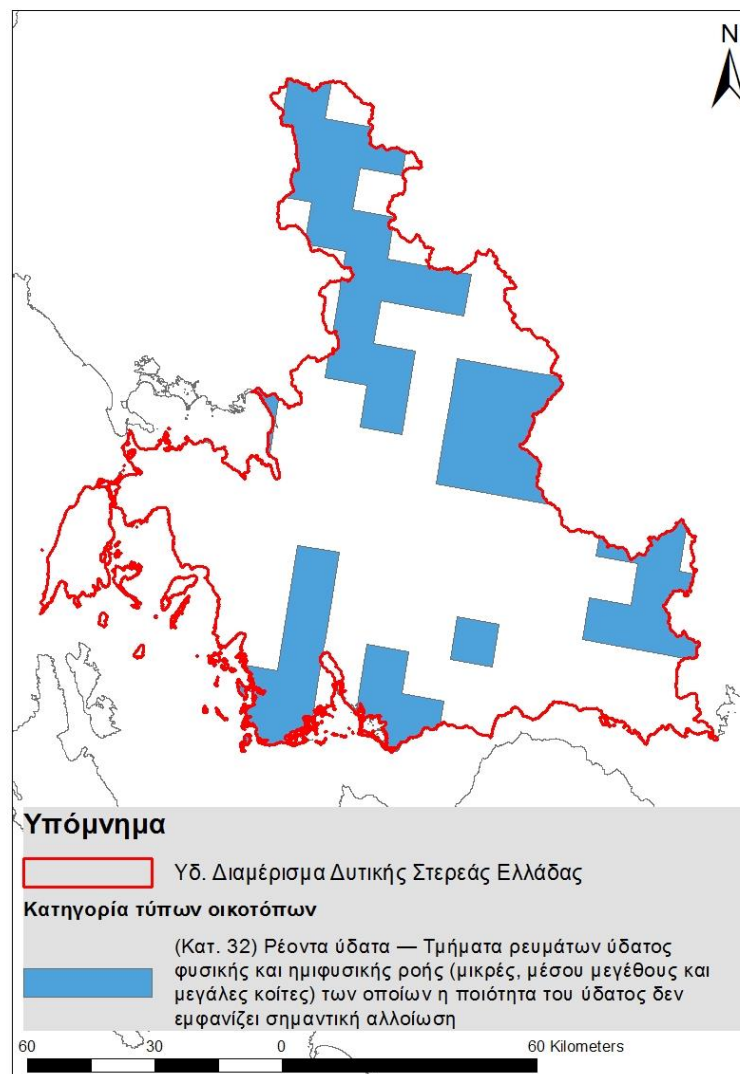 N
Υπόμνημα
Υδ. Διαμέρισμα Δυτικής Στερεάς Ελλάδας
Κατηγορία τύπων οικοτόπων
(Κατ. 32) Ρέοντα ύδατα — Τμήματα ρευμάτων ύδατος
φυσικής και ημιφυσικής ροής (μικρές, μέσου μεγέθους και
μεγάλες κοίτες) των οποίων η ποιότητα του ύδατος δεν
εμφανίζει σημαντική αλλοίωση
60 30 0 60 Kilometers